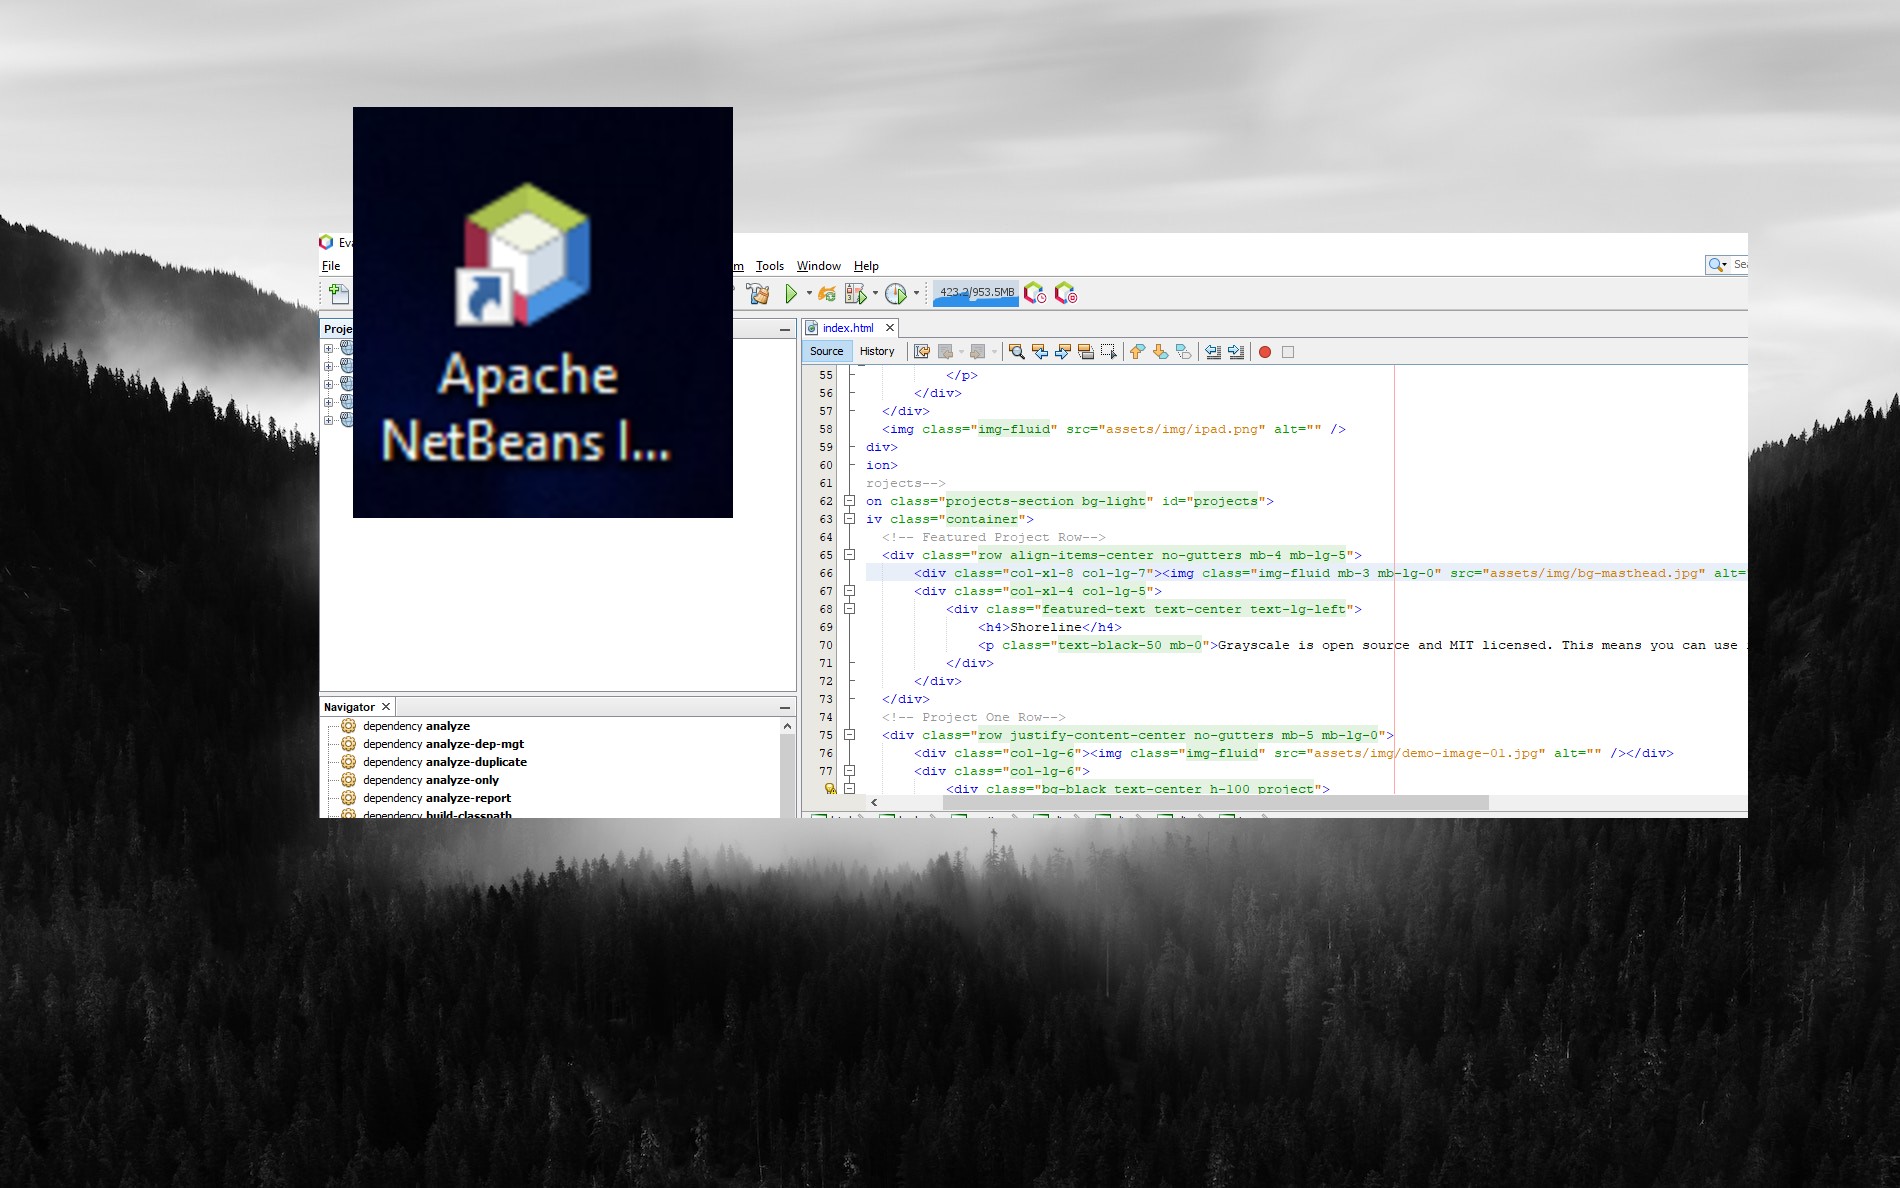 Apache
NetBeans I...
File
Tools Window Help
423.2/953.5MB
index.html
Source History
55 </p>
56 </div>
57 </div>
58 <img class="img-fluid" src="assets/img/ipad.png" alt="" />
59 div>
60 ion>
61 rojects-->
62 on class="projects-section bg-light" id="projects">
63 iv class="container">
64 <!-- Featured Project Row-->
65 <div class="row align-items-center no-gutters mb-4 mb-lg-5">
66 <div class="col-xl-8 col-lg-7"><img class="img-fluid mb-3 mb-lg-0" src="assets/img/bg-masthead.jpg" alt=
67 <div class="col-xl-4 col-lg-5">
68 <div class="featured-text text-center text-lg-left">
69 <h4>Shoreline</h4>
70 <p class="text-black-50 mb-0">Grayscale is open source and MIT licensed. This means you can use
71 </div>
72 </div>
73 </div>
74 <!-- Project One Row-->
75 <div class="row justify-content-center no-gutters mb-5 mb-lg-0">
76 <div class="col-lg-6"><img class="img-fluid" src="assets/img/demo-image-01.jpg" alt="" /></div>
77 <div class="col-lg-6">
<div class="bg-black text-center h-100 project">
Navigator
dependency analyze
dependency analyze-dep-mgt
dependency analyze-duplicate
dependency analyze-only
dependency analyze-report
dependency build-classpath